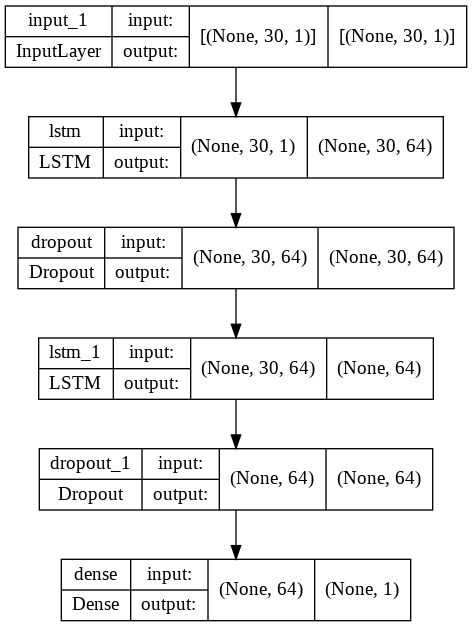 input_1 input: [(None, 30, 1)] [(None, 30, 1)]
InputLayer output:
lstm input: (None, 30, 1) (None, 30, 64)
LSTM output:
dropout input: (None, 30, 64) (None, 30, 64)
Dropout output:
lstm_1 input: (None, 30, 64) (None, 64)
LSTM output:
dropout_1 input: (None, 64) (None, 64)
Dropout output:
dense input: (None, 64) (None, 1)
Dense output: